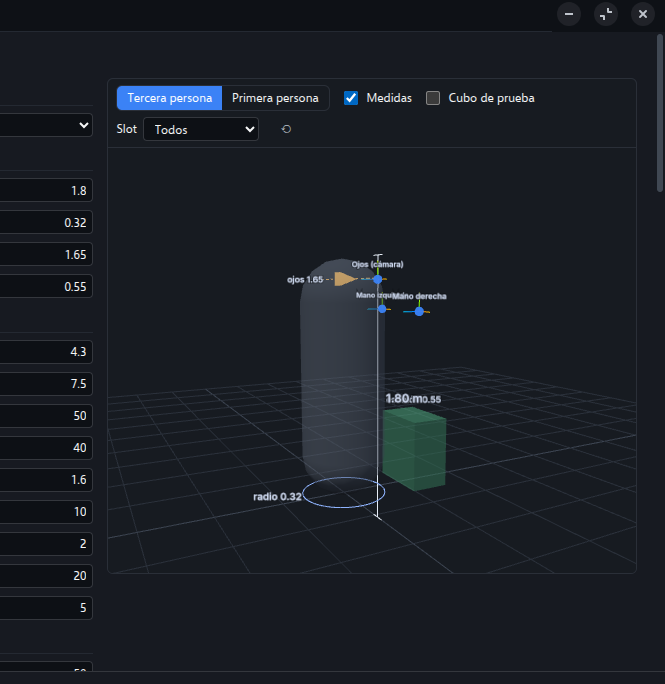 Tercera persona Primera persona Medidas Cubo de prueba
Slot Todos
1.8
0.32
1.65
0.55
4.3
7.5
50
40
1.6
10
2
20
5
Ojos (cámara)
ojos 1.65
Mano derecha
1.80 m
0.55
radio 0.32